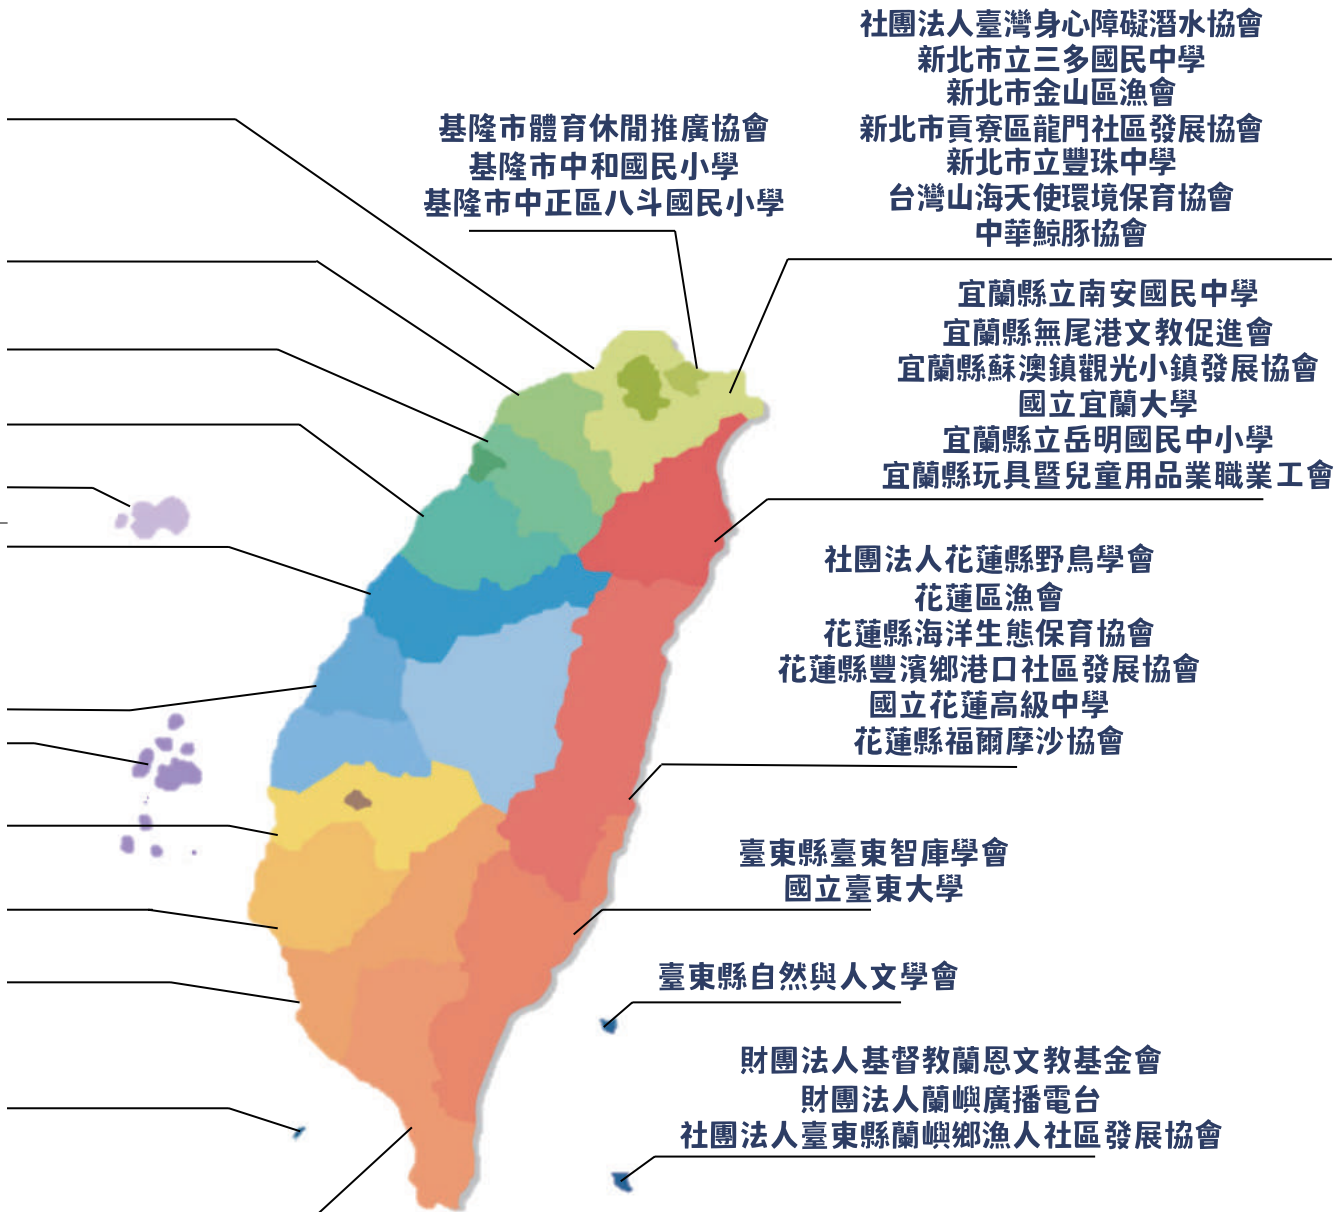 社團法人臺灣身心障礙潛水協會
新北市立三多國民中學
新北市金山區漁會
新北市貢寮區龍門社區發展協會
新北市立豐珠中學
台灣山海天使環境保育協會
中華鯨豚協會
基隆市體育休閒推廣協會
基隆市中和國民小學
基隆市中正區八斗國民小學
宜蘭縣立南安國民中學
宜蘭縣無尾港文教促進會
宜蘭縣蘇澳鎮觀光小鎮發展協會
國立宜蘭大學
宜蘭縣立岳明國民中小學
宜蘭縣玩具暨兒童用品業職業工會
社團法人花蓮縣野鳥學會
花蓮區漁會
花蓮縣海洋生態保育協會
花蓮縣豐濱鄉港口社區發展協會
國立花蓮高級中學
花蓮縣福爾摩沙協會
臺東縣臺東智庫學會
國立臺東大學
臺東縣自然與人文學會
財團法人基督教蘭恩文教基金會
財團法人蘭嶼廣播電台
社團法人臺東縣蘭嶼鄉漁人社區發展協會